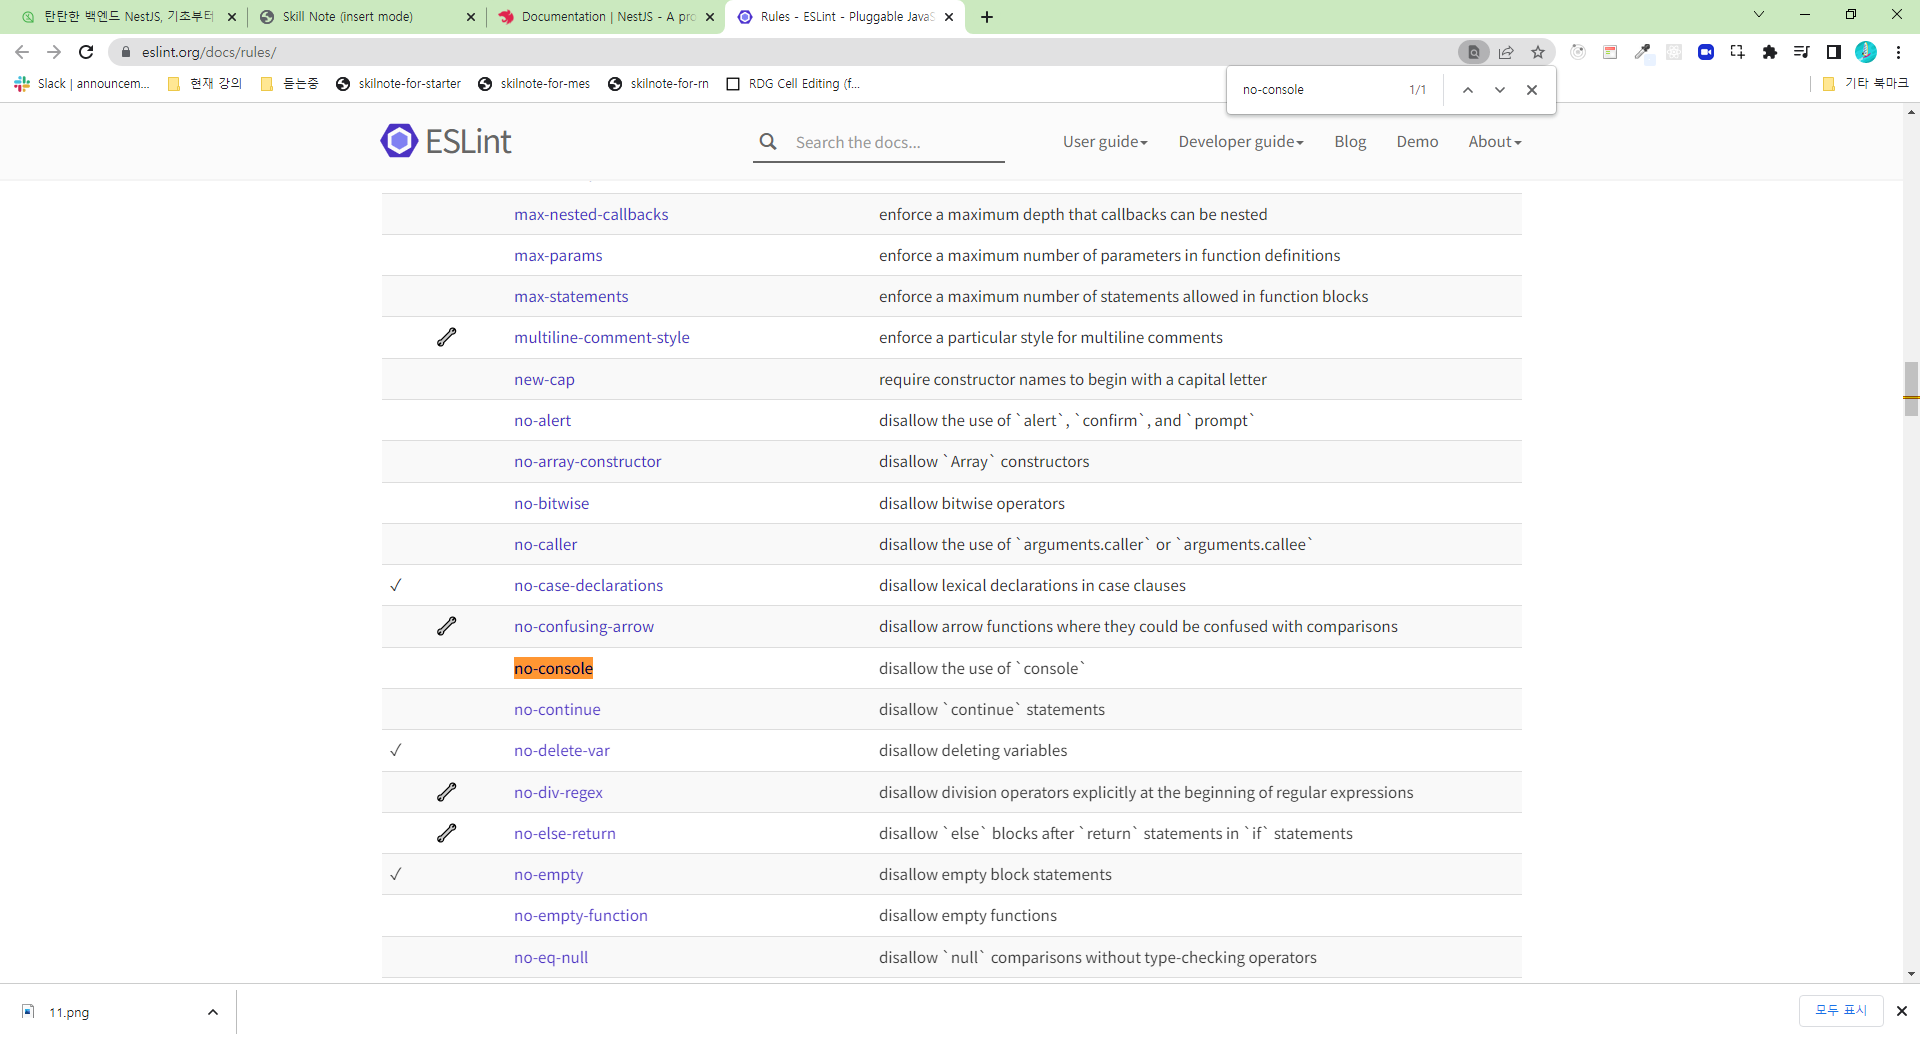 탄탄한 백엔드 NestJS, 기초부터
Skill Note (insert mode)
Documentation | NestJS - A pro
Rules - ESLint - Pluggable JavaS
eslint.org/docs/rules/
Slack | announcem...
현재 강의
듣는중
skilnote-for-starter
skilnote-for-mes
skilnote-for-rn
RDG Cell Editing (f...
기타 북마크
no-console 1/1
ESLint
Search the docs...
User guide
Developer guide
Blog
Demo
About
max-nested-callbacks enforce a maximum depth that callbacks can be nested
max-params enforce a maximum number of parameters in function definitions
max-statements enforce a maximum number of statements allowed in function blocks
multiline-comment-style enforce a particular style for multiline comments
new-cap require constructor names to begin with a capital letter
no-alert disallow the use of `alert`, `confirm`, and `prompt`
no-array-constructor disallow `Array` constructors
no-bitwise disallow bitwise operators
no-caller disallow the use of `arguments.caller` or `arguments.callee`
✓ no-case-declarations disallow lexical declarations in case clauses
no-confusing-arrow disallow arrow functions where they could be confused with comparisons
no-console disallow the use of `console`
no-continue disallow `continue` statements
✓ no-delete-var disallow deleting variables
no-div-regex disallow division operators explicitly at the beginning of regular expressions
no-else-return disallow `else` blocks after `return` statements in `if` statements
✓ no-empty disallow empty block statements
no-empty-function disallow empty functions
no-eq-null disallow `null` comparisons without type-checking operators
11.png
모두 표시